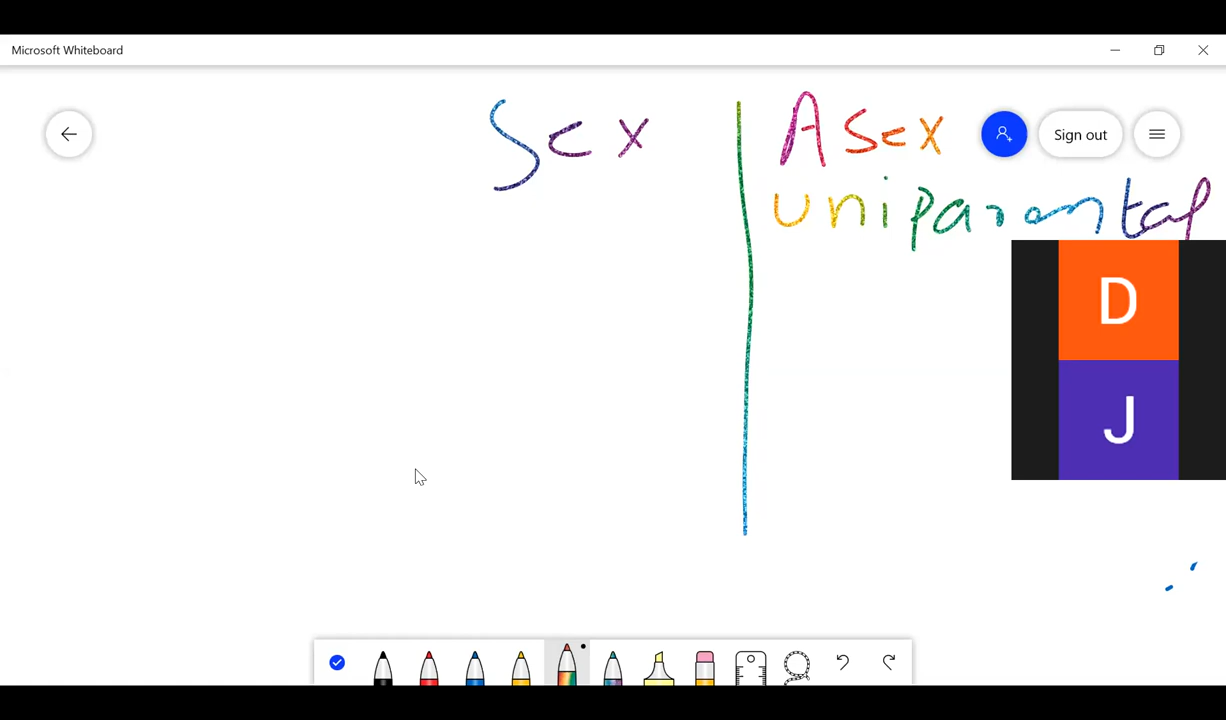 Microsoft Whiteboard
Sex
Asex
Sign out
uniparental
D
J